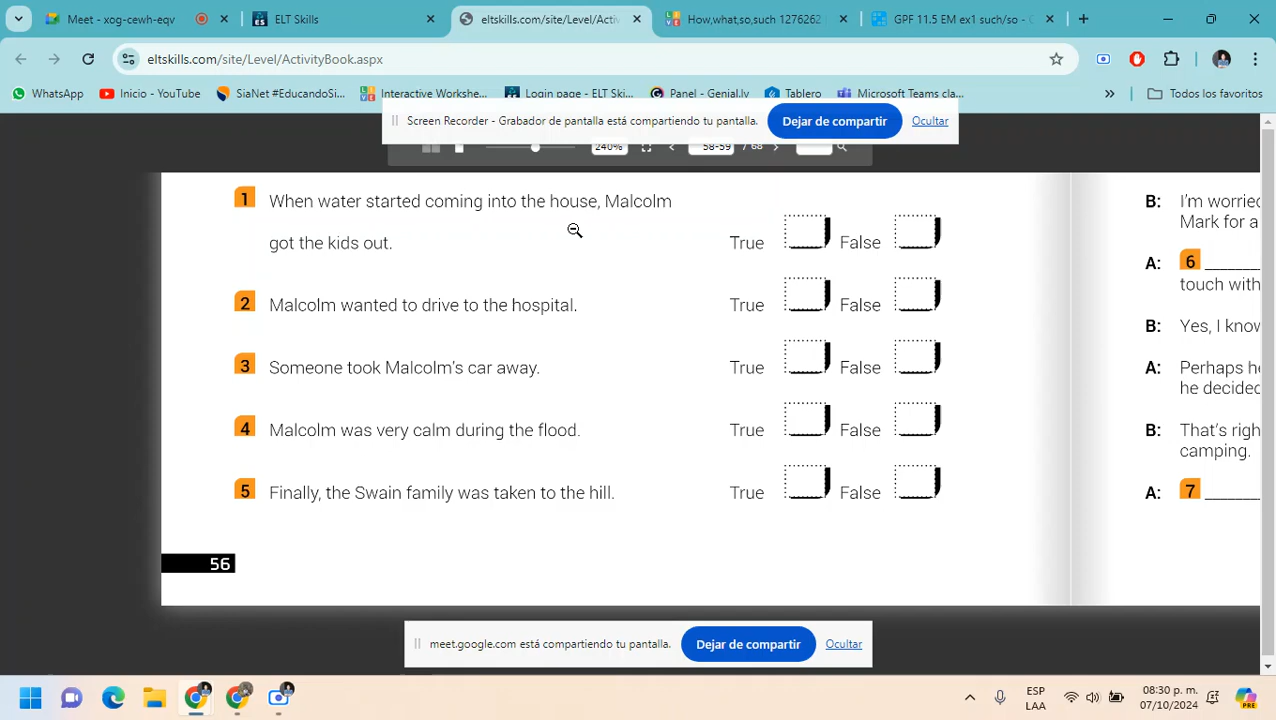 Meet - xog-cewh-eqv
ELT Skills
eltskills.com/site/Level/Activ
How,what,so,such 1276262
GPF 11.5 EM ex1 such/so - 
eltskills.com/site/Level/ActivityBook.aspx
WhatsApp
Inicio - YouTube
SiaNet #EducandoSi...
Interactive Workshe...
Login page - ELT Ski...
Panel - Genial.ly
Tablero
Microsoft Teams cla...
Todos los favoritos
Screen Recorder - Grabador de pantalla está compartiendo tu pantalla.
Dejar de compartir
Ocultar
240%
58-59
/ 68
1 When water started coming into the house, Malcolm
got the kids out.
True
False
2 Malcolm wanted to drive to the hospital.
True
False
3 Someone took Malcolm's car away.
True
False
4 Malcolm was very calm during the flood.
True
False
5 Finally, the Swain family was taken to the hill.
True
False
56
B: I'm worried
Mark for a
A: 6 ______
touch with
B: Yes, I know
A: Perhaps he
he decided
B: That's righ
camping.
A: 7 ______
meet.google.com está compartiendo tu pantalla.
Dejar de compartir
Ocultar
ESP
LAA
08:30 p. m.
07/10/2024
PRE